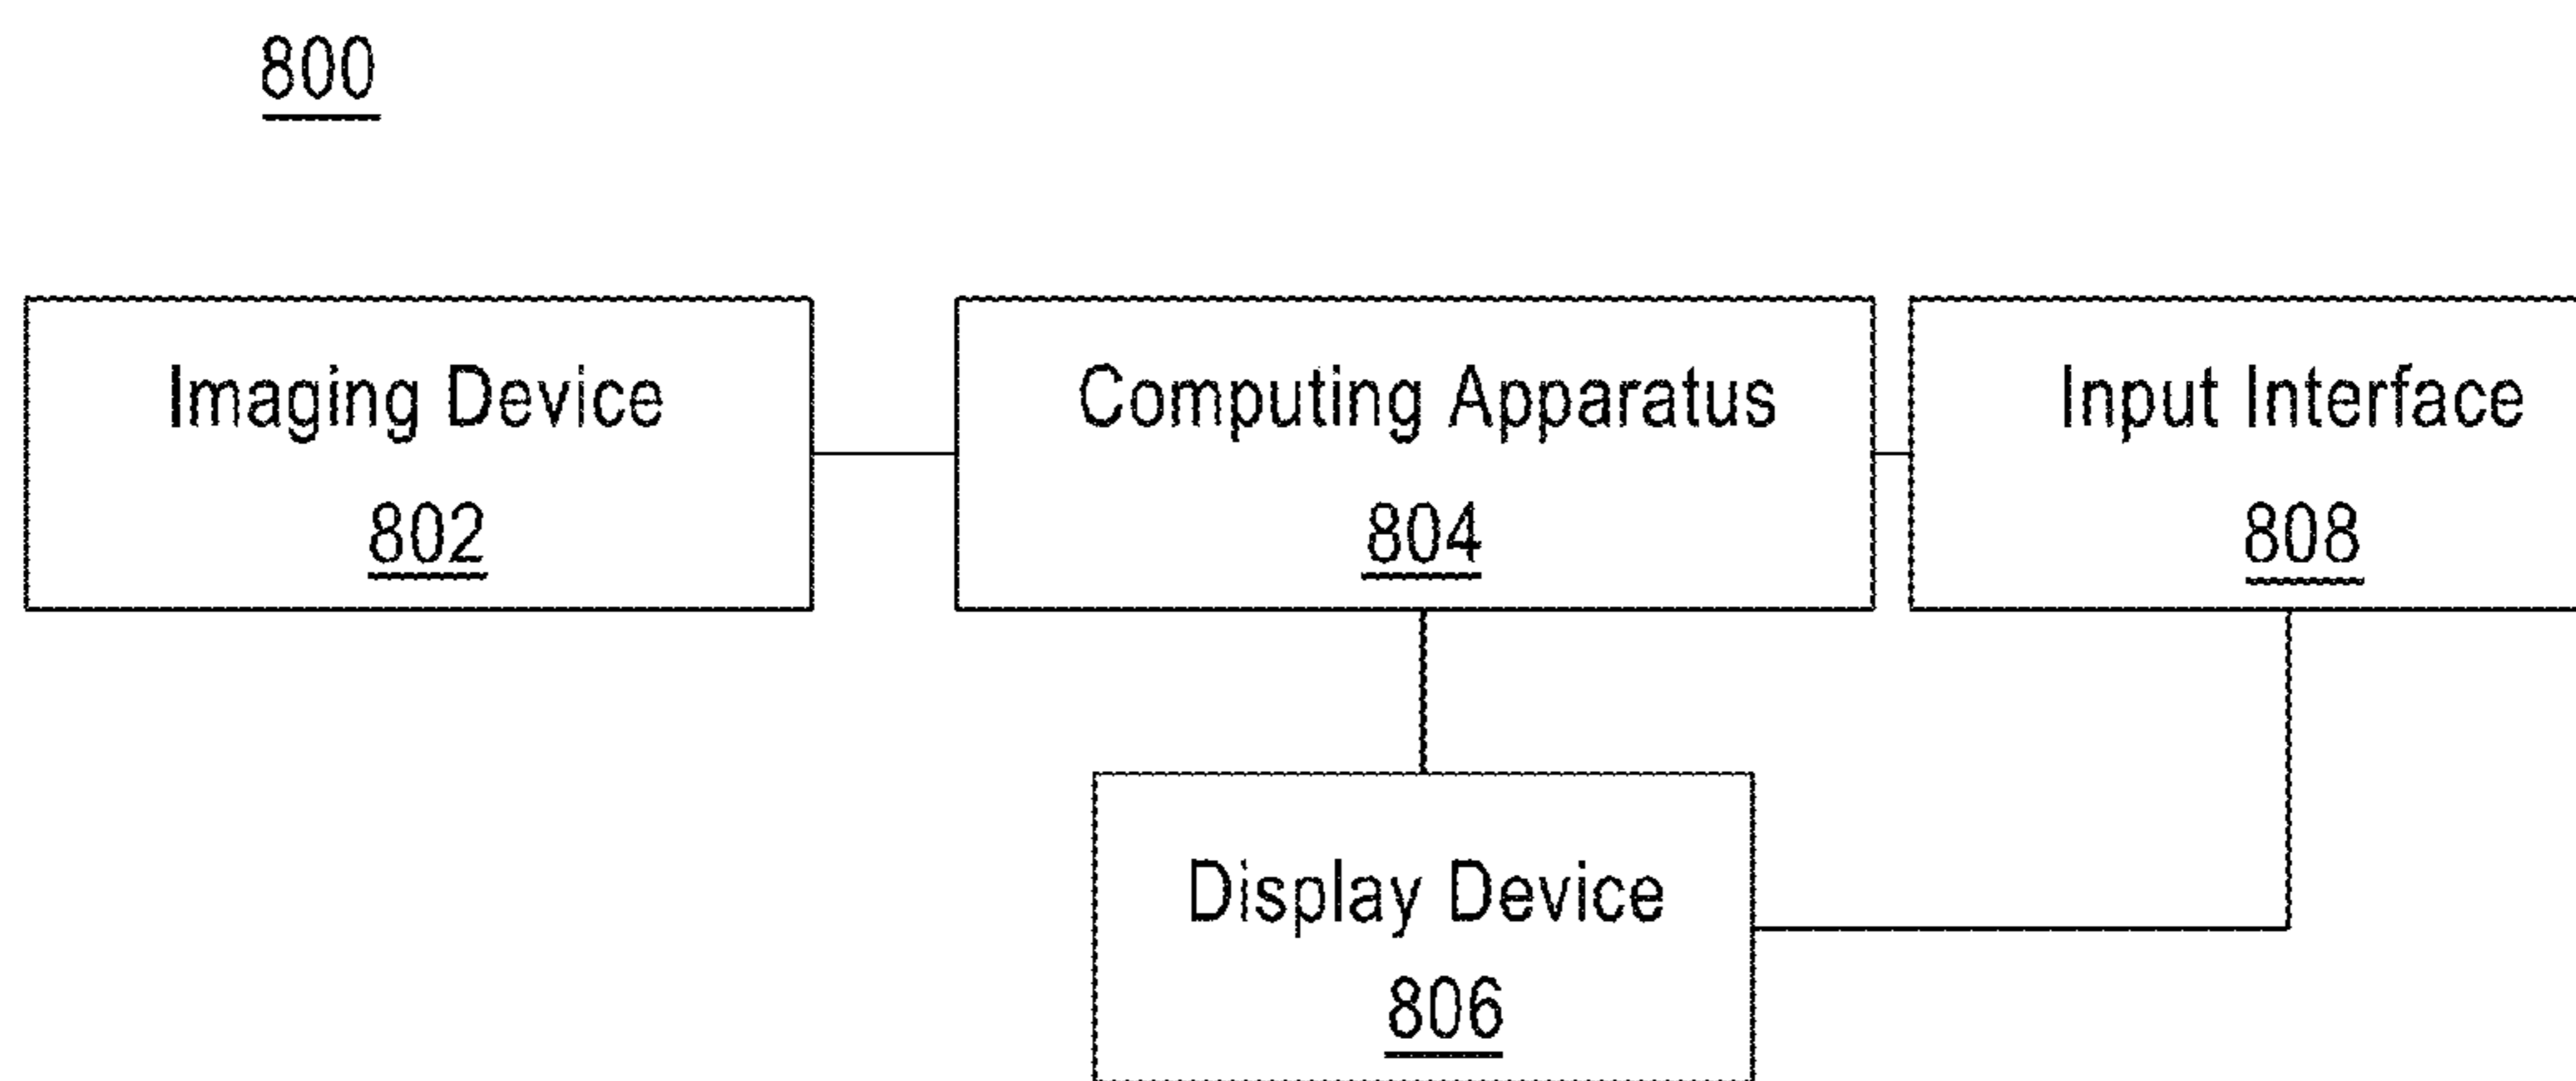 800
Imaging Device
802
Computing Apparatus
804
Input Interface
808
Display Device
806